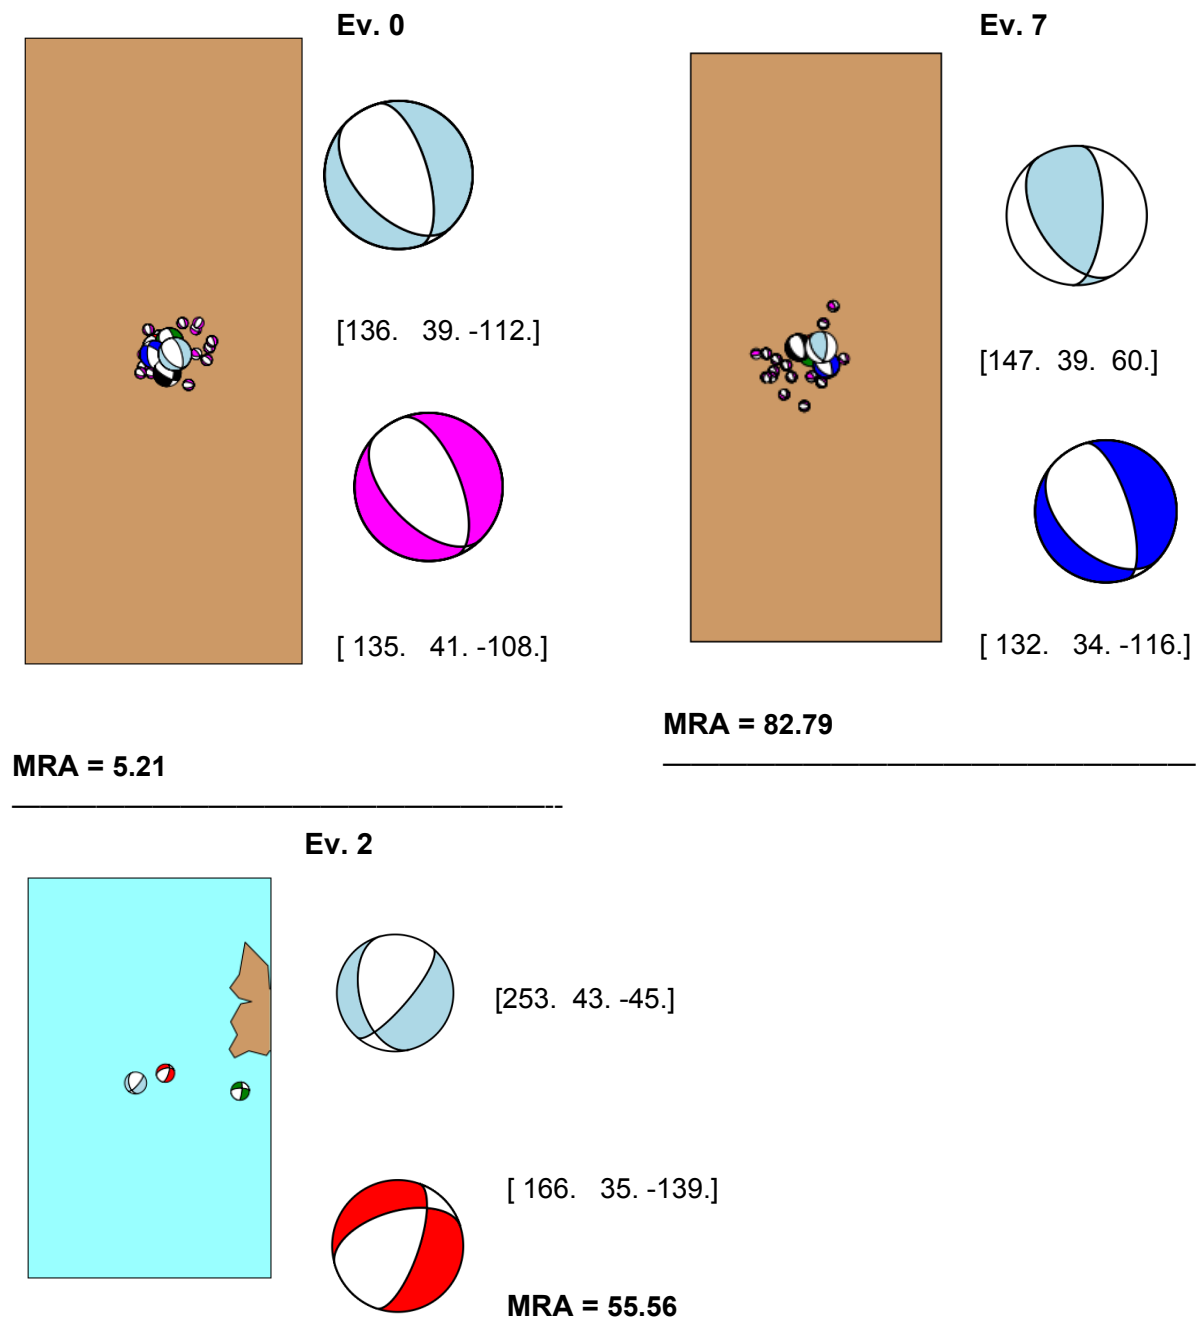 Ev. 0
[136. 39. -112.]
[ 135. 41. -108.]
MRA = 5.21
Ev. 7
[147. 39. 60.]
[ 132. 34. -116.]
MRA = 82.79
Ev. 2
[253. 43. -45.]
[ 166. 35. -139.]
MRA = 55.56